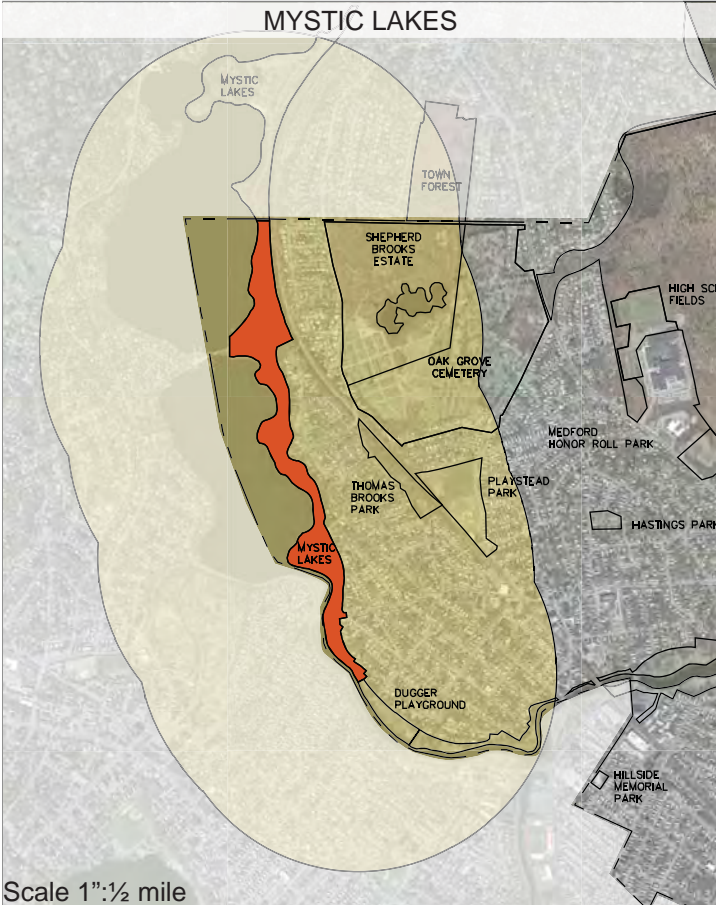 MYSTIC LAKES
MYSTIC
LAKES
TOWN
FOREST
SHEPHERD
BROOKS
ESTATE
HIGH SC
FIELDS
OAK GROVE
CEMETERY
MEDFORD
HONOR ROLL PARK
THOMAS
BROOKS
PARK
PLAYSTEAD
PARK
HASTINGS PARK
MYSTIC
LAKES
DUGGER
PLAYGROUND
HILLSIDE
MEMORIAL
PARK
Scale 1”:½ mile